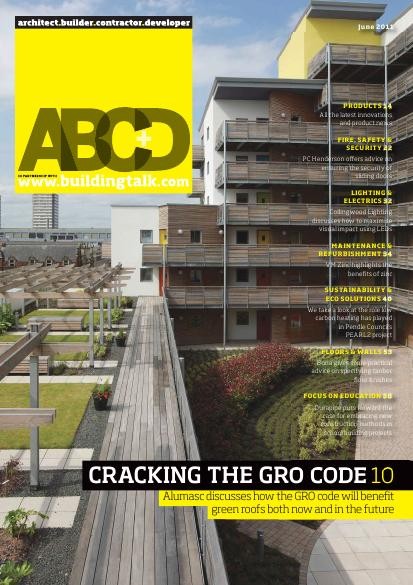 architect.builder.contractor.developer
June 2011
ABC+D
IN PARTNERSHIP WITH
www.buildingtalk.com
PRODUCTS 14
All the latest innovations
and product news
FIRE, SAFETY &
SECURITY 22
PC Henderson offers advice on
ensuring the security of
sliding doors
LIGHTING &
ELECTRICS 32
Collingwood Lighting
discusses how to maximise
visual impact using LEDs
MAINTENANCE &
REFURBISHMENT 34
VM Zinc highlights the
benefits of zinc
SUSTAINABILITY &
ECO SOLUTIONS 40
We take a look at the role low
carbon heating has played
in Pendle Council's
PEARL2 project
FLOORS & WALLS 53
Bona gives some practical
advice on specifying timber
floor finishes
FOCUS ON EDUCATION 58
put forward the
case for embracing new
construction methods in
projects
CRACKING THE GRO CODE 10
Alumasc discusses how the GRO code will benefit
green roofs both now and in the future